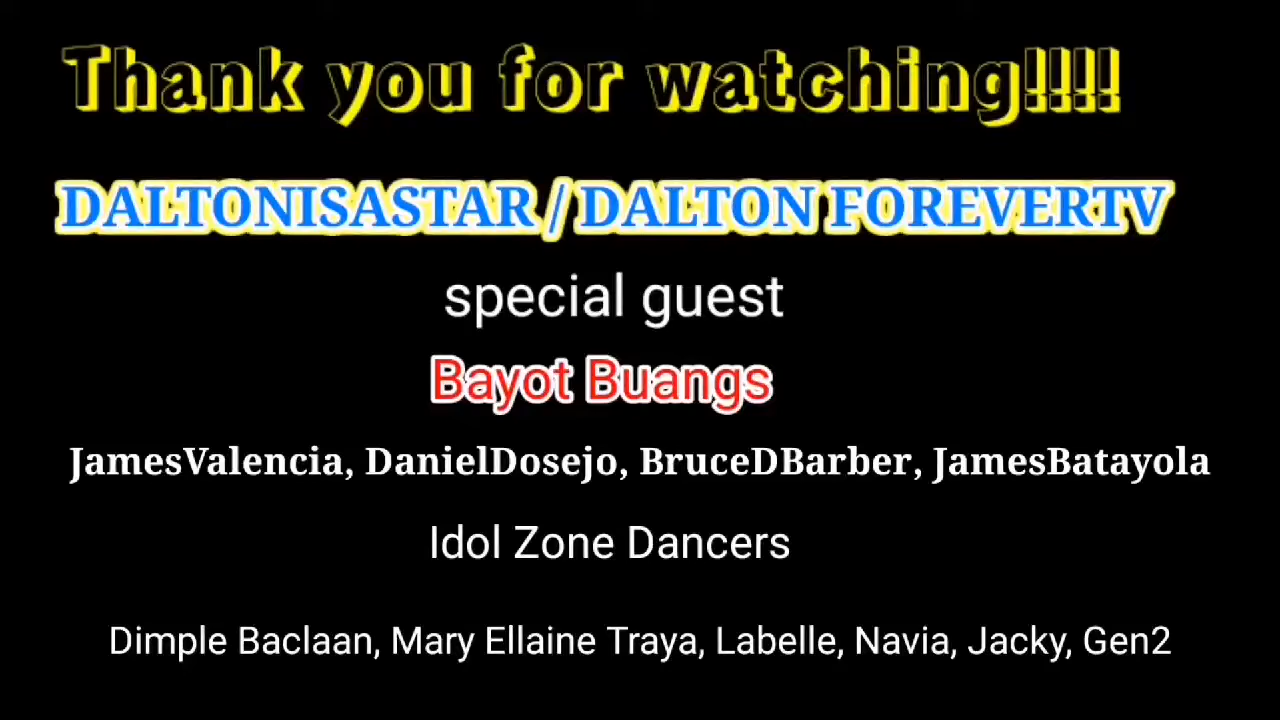 Thank you for watching!!!!
DALTONISASTAR / DALTON FOREVERTV
special guest
Bayot Buangs
JamesValencia, DanielDosejo, BruceDBarber, JamesBatayola
Idol Zone Dancers
Dimple Baclaan, Mary Ellaine Traya, Labelle, Navia, Jacky, Gen2